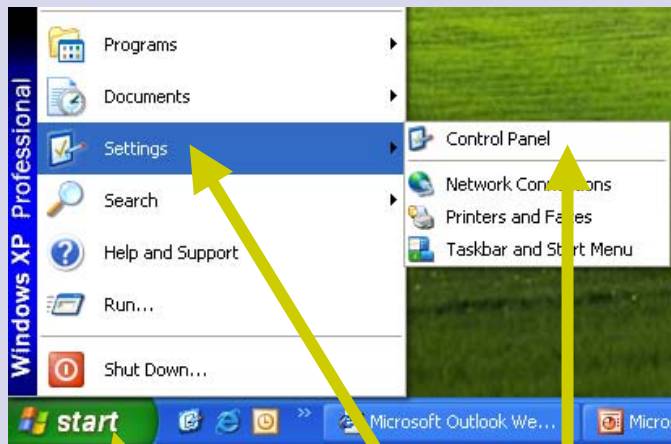 Windows XP Professional
Programs
Documents
Settings
Search
Help and Support
Run...
Shut Down...
Control Panel
Network Connections
Printers and Faxes
Taskbar and Start Menu
start
Microsoft Outlook We...
Micro